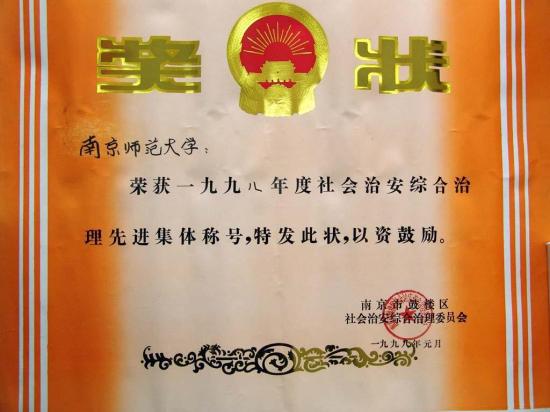 奖状
南京师范大学：
荣获一九九八年度社会治安综合治
理先进集体称号，特发此状，以资鼓励。
南京市鼓楼区
社会治安综合治理委员会
一九九八年元月